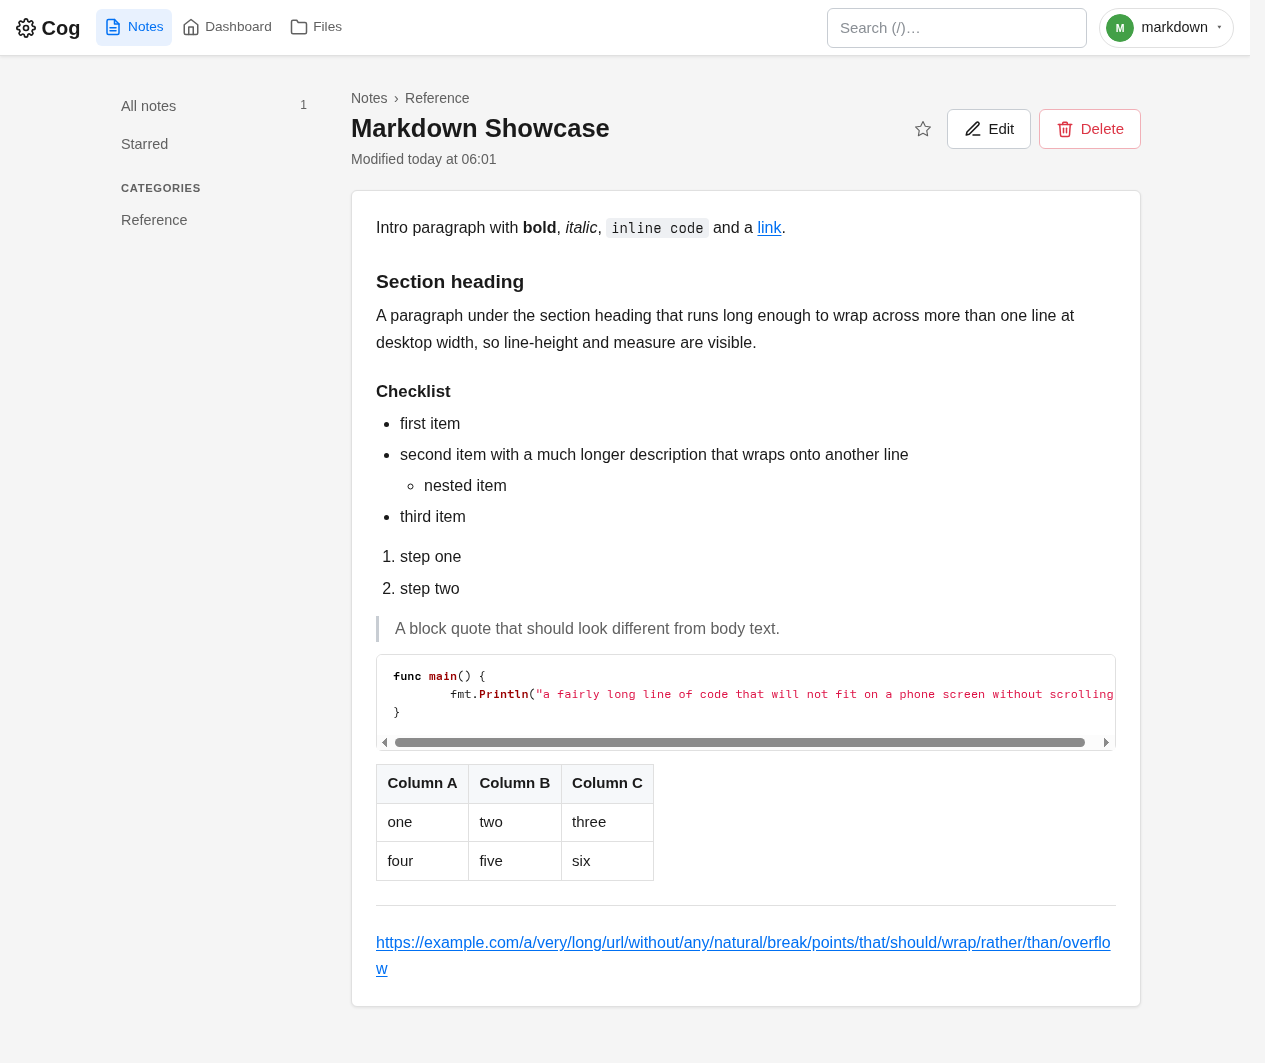 Cog
Notes
Dashboard
Files
Search (/)…
M
markdown
All notes 1
Starred
CATEGORIES
Reference
Notes › Reference
Markdown Showcase
Modified today at 06:01
Edit
Delete
Intro paragraph with bold, italic, inline code and a link.
Section heading
A paragraph under the section heading that runs long enough to wrap across more than one line at
desktop width, so line-height and measure are visible.
Checklist
• first item
• second item with a much longer description that wraps onto another line
◦ nested item
• third item
1. step one
2. step two
A block quote that should look different from body text.
func main() {
        fmt.Println("a fairly long line of code that will not fit on a phone screen without scrolling
}
Column A Column B Column C
one two three
four five six
https://example.com/a/very/long/url/without/any/natural/break/points/that/should/wrap/rather/than/overflo
w